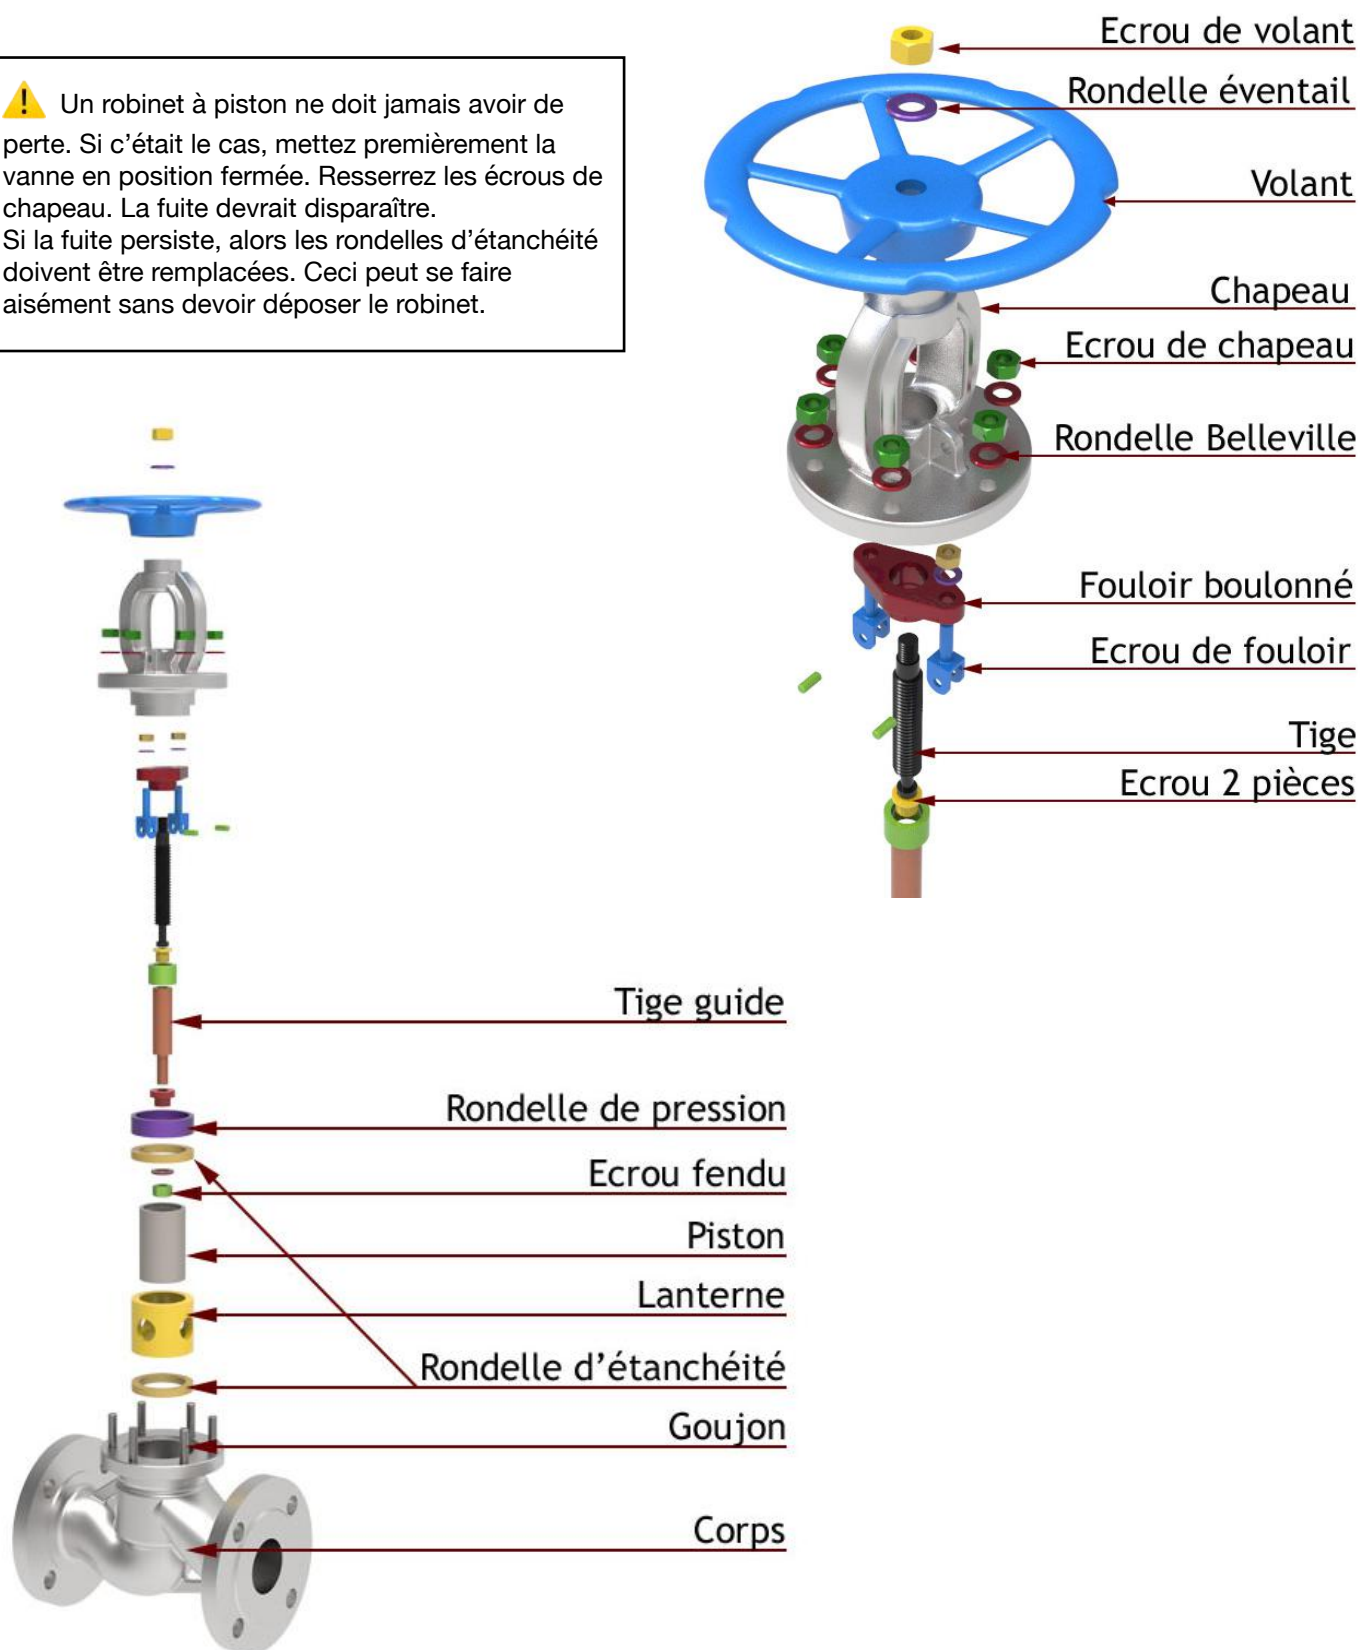 ⚠ Un robinet à piston ne doit jamais avoir de
perte. Si c’était le cas, mettez premièrement la
vanne en position fermée. Resserrez les écrous de
chapeau. La fuite devrait disparaître.
Si la fuite persiste, alors les rondelles d’étanchéité
doivent être remplacées. Ceci peut se faire
aisément sans devoir déposer le robinet.
Ecrou de volant
Rondelle éventail
Volant
Chapeau
Ecrou de chapeau
Rondelle Belleville
Fouloir boulonné
Ecrou de fouloir
Tige
Ecrou 2 pièces
Tige guide
Rondelle de pression
Ecrou fendu
Piston
Lanterne
Rondelle d’étanchéité
Goujon
Corps